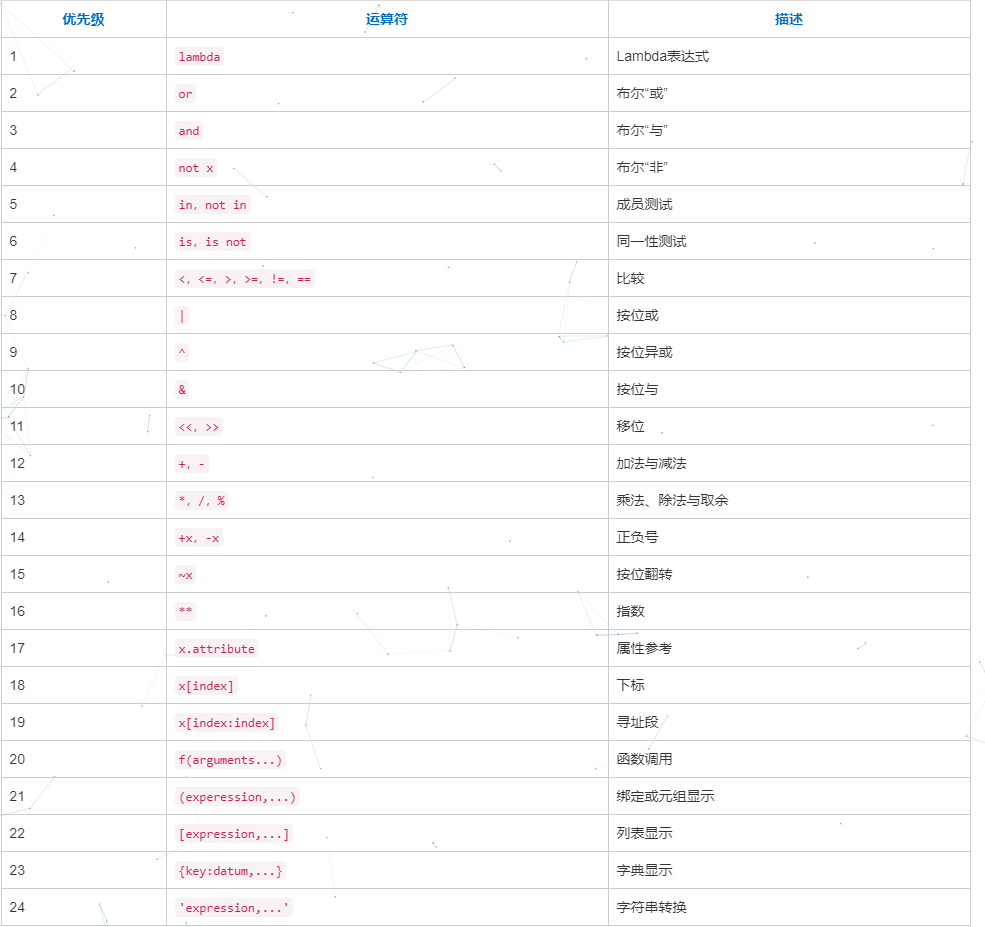 优先级 运算符 描述
1 lambda Lambda表达式
2 or 布尔“或”
3 and 布尔“与”
4 not x 布尔“非”
5 in, not in 成员测试
6 is, is not 同一性测试
7 <, <=, >, >=, !=, == 比较
8 | 按位或
9 ^ 按位异或
10 & 按位与
11 <<, >> 移位
12 +, - 加法与减法
13 *, /, % 乘法、除法与取余
14 +x, -x 正负号
15 ~x 按位翻转
16 ** 指数
17 x.attribute 属性参考
18 x[index] 下标
19 x[index:index] 寻址段
20 f(arguments...) 函数调用
21 (experession,...) 绑定或元组显示
22 [expression,...] 列表显示
23 {key:datum,...} 字典显示
24 'expression,...' 字符串转换